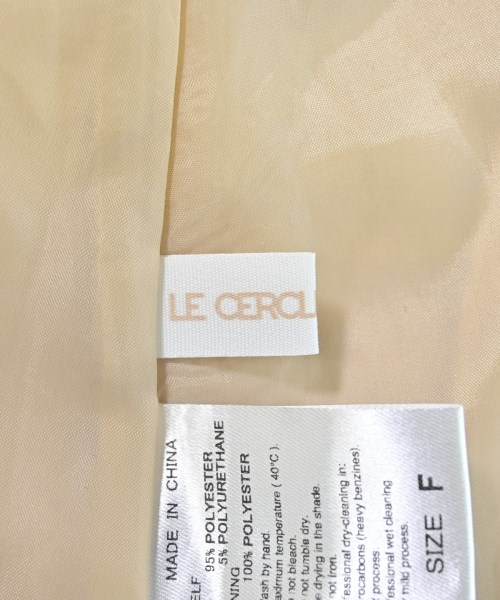 LE CERCL
MADE IN CHINA
ELF
95% POLYESTER
5% POLYURETHANE
NING
100% POLYESTER
ash by hand.
aximum temperature ( 40°C ).
not bleach.
not tumble dry.
e drying in the shade.
not iron.
fessional dry-cleaning in:
rocarbons (heavy benzines).
process.
essional wet cleaning
mild process.
SIZE F